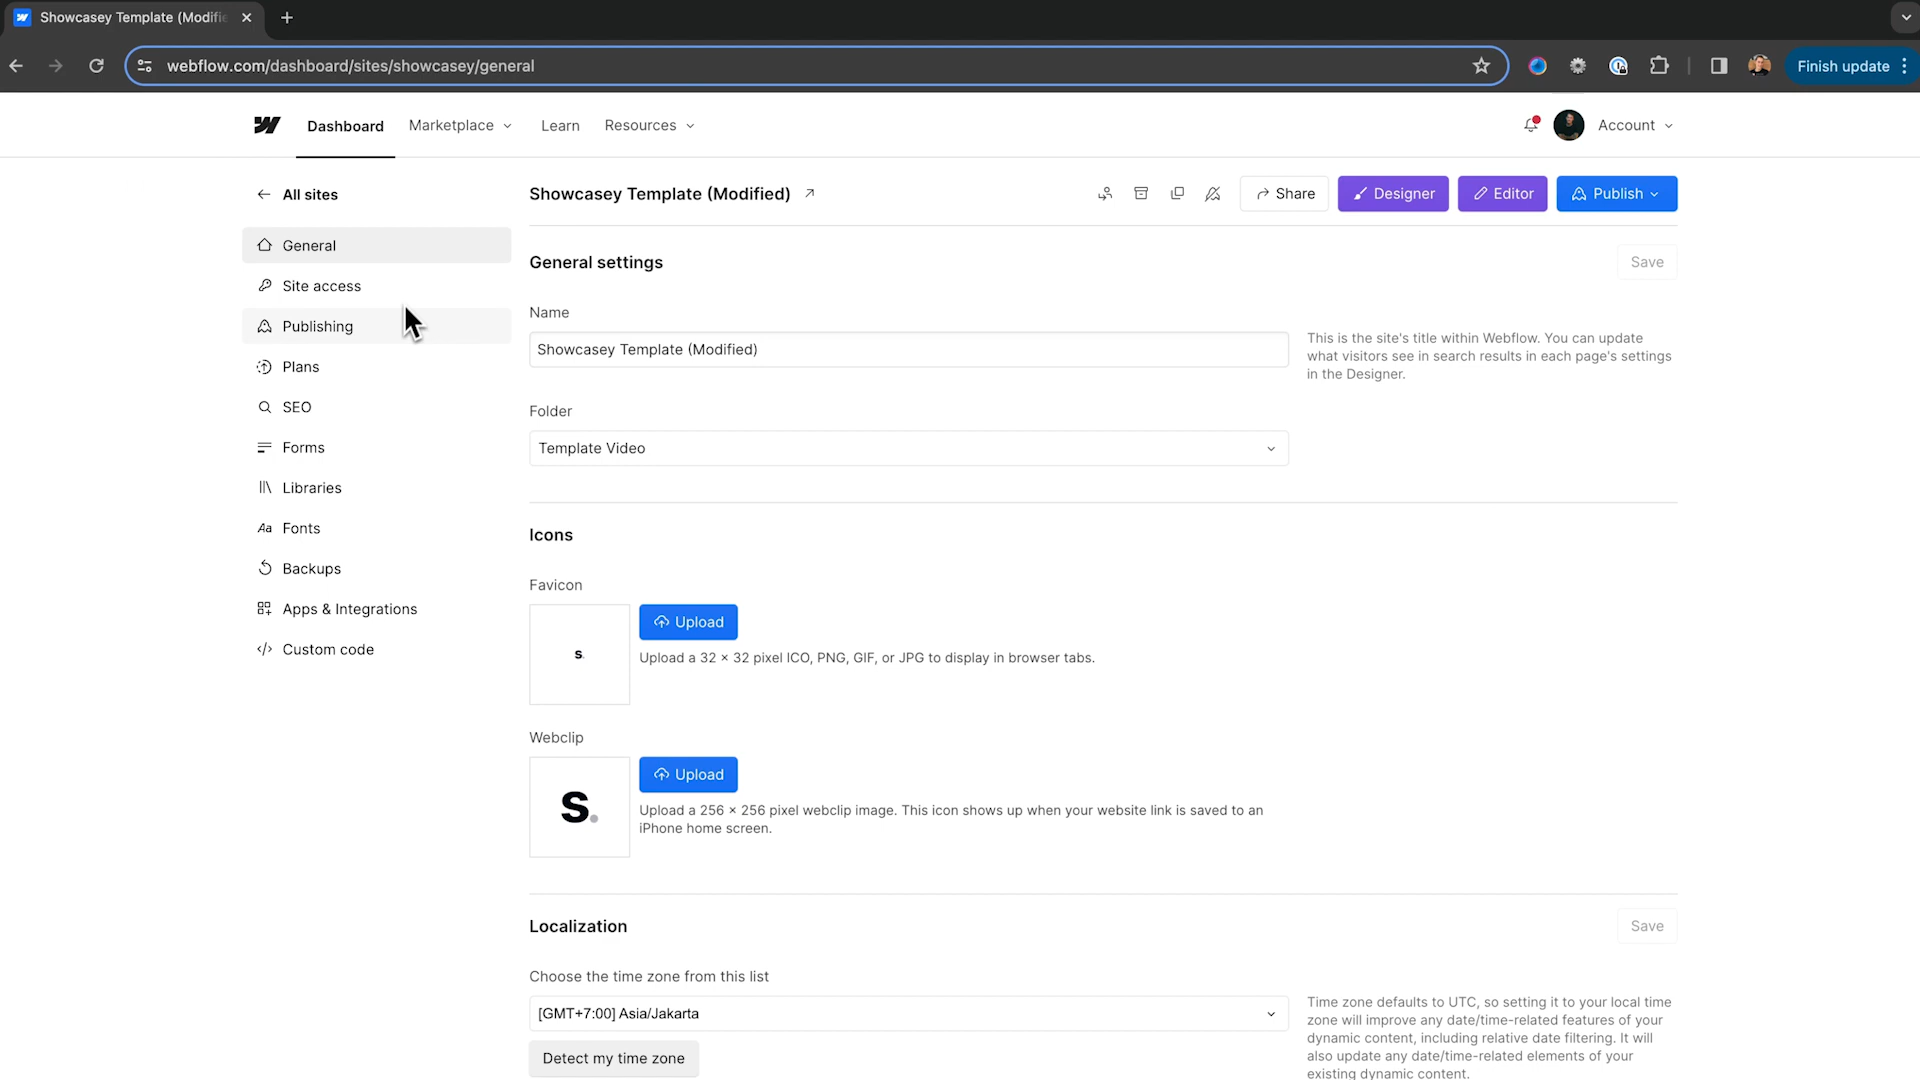 Showcasey Template (Modifie
webflow.com/dashboard/sites/showcasey/general
Finish update
Dashboard
Marketplace
Learn
Resources
Account
All sites
Showcasey Template (Modified)
Share
Designer
Editor
Publish
General
Site access
Publishing
Plans
SEO
Forms
Libraries
Aa Fonts
Backups
Apps & Integrations
</> Custom code
General settings
Save
Name
Showcasey Template (Modified)
This is the site's title within Webflow. You can update
what visitors see in search results in each page's settings
in the Designer.
Folder
Template Video
Icons
Favicon
s.
Upload
Upload a 32 × 32 pixel ICO, PNG, GIF, or JPG to display in browser tabs.
Webclip
s.
Upload
Upload a 256 × 256 pixel webclip image. This icon shows up when your website link is saved to an
iPhone home screen.
Localization
Save
Choose the time zone from this list
[GMT+7:00] Asia/Jakarta
Detect my time zone
Time zone defaults to UTC, so setting it to your local time
zone will improve any date/time-related features of your
dynamic content, including relative date filtering. It will
also update any date/time-related elements of your
existing dynamic content.